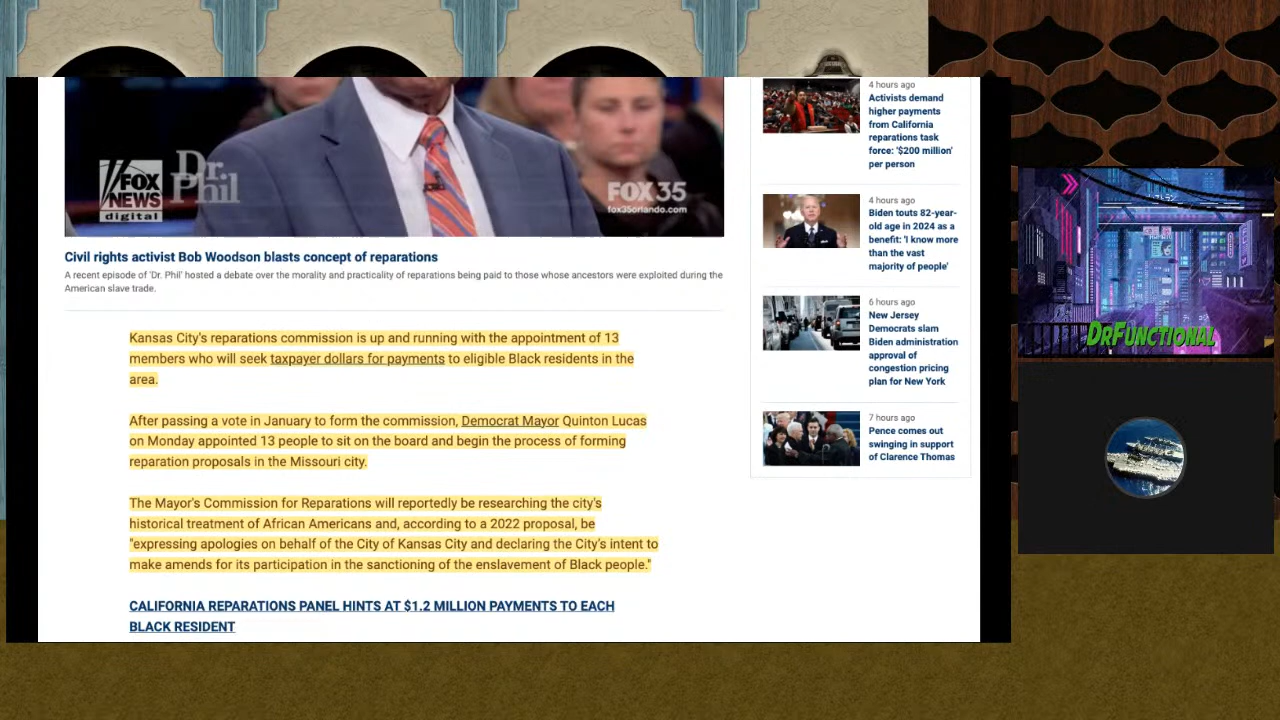 FOX
NEWS
digital
Dr.
Phil
FOX 35
fox35orlando.com
Civil rights activist Bob Woodson blasts concept of reparations
A recent episode of 'Dr. Phil' hosted a debate over the morality and practicality of reparations being paid to those whose ancestors were exploited during the
American slave trade.
Kansas City's reparations commission is up and running with the appointment of 13
members who will seek taxpayer dollars for payments to eligible Black residents in the
area.
After passing a vote in January to form the commission, Democrat Mayor Quinton Lucas
on Monday appointed 13 people to sit on the board and begin the process of forming
reparation proposals in the Missouri city.
The Mayor's Commission for Reparations will reportedly be researching the city's
historical treatment of African Americans and, according to a 2022 proposal, be
"expressing apologies on behalf of the City of Kansas City and declaring the City's intent to
make amends for its participation in the sanctioning of the enslavement of Black people."
CALIFORNIA REPARATIONS PANEL HINTS AT $1.2 MILLION PAYMENTS TO EACH
BLACK RESIDENT
4 hours ago
Activists demand
higher payments
from California
reparations task
force: '$200 million'
per person
4 hours ago
Biden touts 82-year-
old age in 2024 as a
benefit: 'I know more
than the vast
majority of people'
6 hours ago
New Jersey
Democrats slam
Biden administration
approval of
congestion pricing
plan for New York
7 hours ago
Pence comes out
swinging in support
of Clarence Thomas
DRFUNCTIONAL